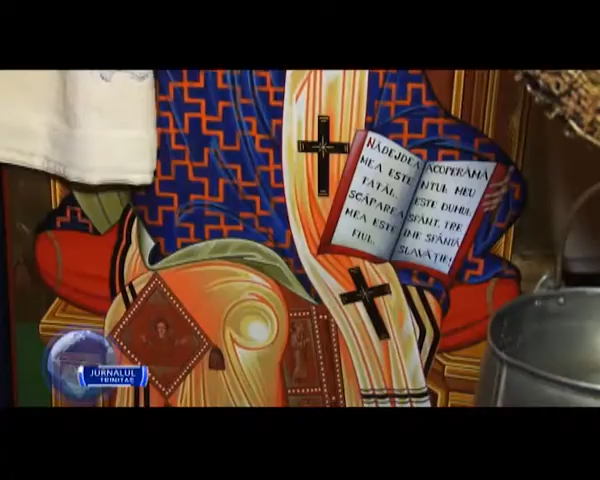 NĂDEJDEA
MEA ESTE
TATĂL
SCĂPAREA
MEA ESTE
FIUL.
ACOPERĂMÂ
NTUL MEU
ESTE DUHUL
SFÂNT, TRE
IME SFÂNTĂ
SLAVĂ ȚIE!
JURNALUL
TRINITAS